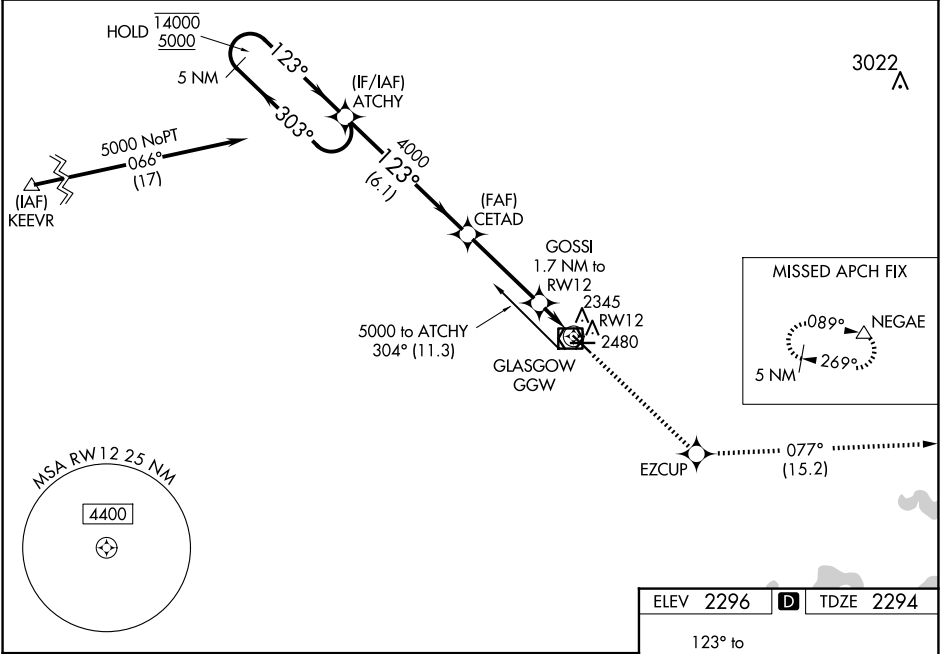 HOLD 14000
5000
5 NM
123°
303°
(IF/IAF)
ATCHY
3022
5000 NoPT
066°
(17)
(IAF)
KEEVR
4000
123°
(6.1)
(FAF)
CETAD
GOSSI
1.7 NM to
RW12
2345
RW12
2480
5000 to ATCHY
304° (11.3)
GLASGOW
GGW
MISSED APCH FIX
089°
NEGAE
269°
5 NM
EZCUP
077°
(15.2)
MSA RW12 25 NM
4400
ELEV 2296 D TDZE 2294
123° to